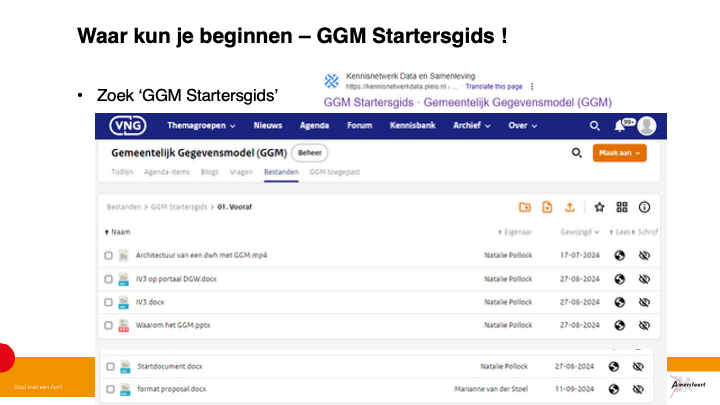 Waar kun je beginnen – GGM Startersgids !
• Zoek ‘GGM Startersgids’
Kennisnetwerk Data en Samenleving
https://kennisnetwerkdata.pleio.nl › ... Translate this page
GGM Startersgids · Gemeentelijk Gegevensmodel (GGM)
VNG Themagroepen Nieuws Agenda Forum Kennisbank Archief Over 99+
Gemeentelijk Gegevensmodel (GGM) Beheer Maak aan
Tijdlijn Agenda-items Blogs Vragen Bestanden GGM toegepast
Bestanden > GGM Startersgids > 01. Vooraf
Naam Eigenaar Gewijzigd Lees Schrijf
Architectuur van een dwh met GGM.mp4 Natalie Pollock 17-07-2024
IV3 op portaal DGW.docx Natalie Pollock 27-08-2024
IV3.docx Natalie Pollock 27-08-2024
Waarom het GGM.pptx Natalie Pollock 27-08-2024
Startdocument.docx Natalie Pollock 27-08-2024
format proposal.docx Marianne van der Stoel 11-09-2024
Stad met een hart
Amersfoort